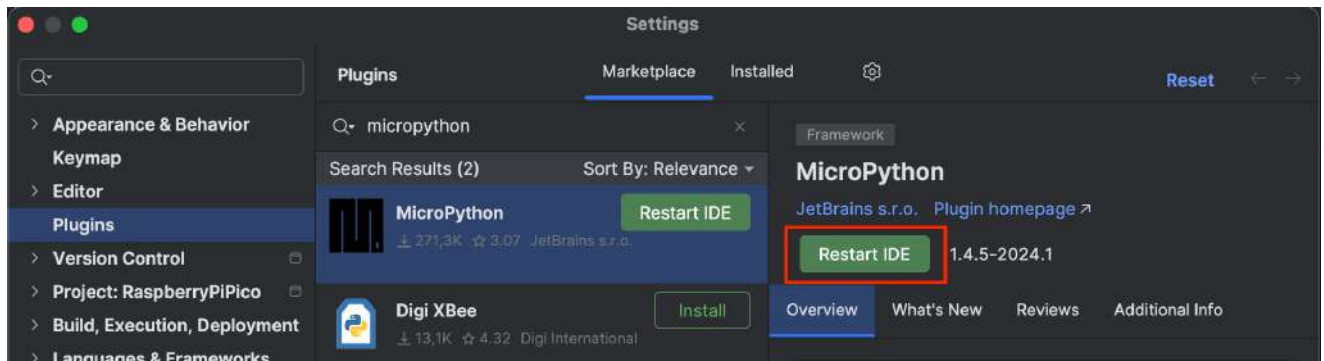 Settings
Appearance & Behavior
Keymap
Editor
Plugins
Version Control
Project: RaspberryPiPico
Build, Execution, Deployment
Languages & Frameworks
Plugins
Marketplace
Installed
Reset
micropython
Search Results (2)
Sort By: Relevance
MicroPython
Restart IDE
271,3K 3.07 JetBrains s.r.o.
Digi XBee
Install
13,1K 4.32 Digi International
Framework
MicroPython
JetBrains s.r.o. Plugin homepage
Restart IDE
1.4.5-2024.1
Overview
What's New
Reviews
Additional Info